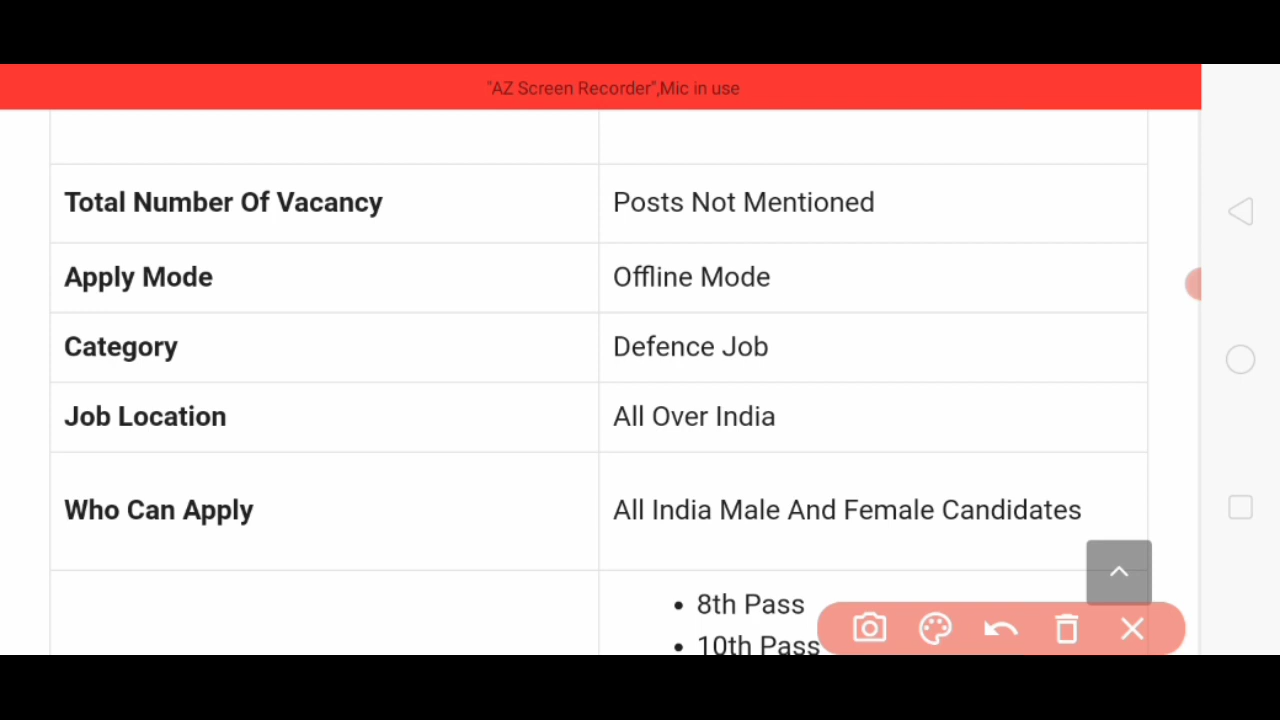 "AZ Screen Recorder",Mic in use
Total Number Of Vacancy
Posts Not Mentioned
Apply Mode
Offline Mode
Category
Defence Job
Job Location
All Over India
Who Can Apply
All India Male And Female Candidates
• 8th Pass
• 10th Pass